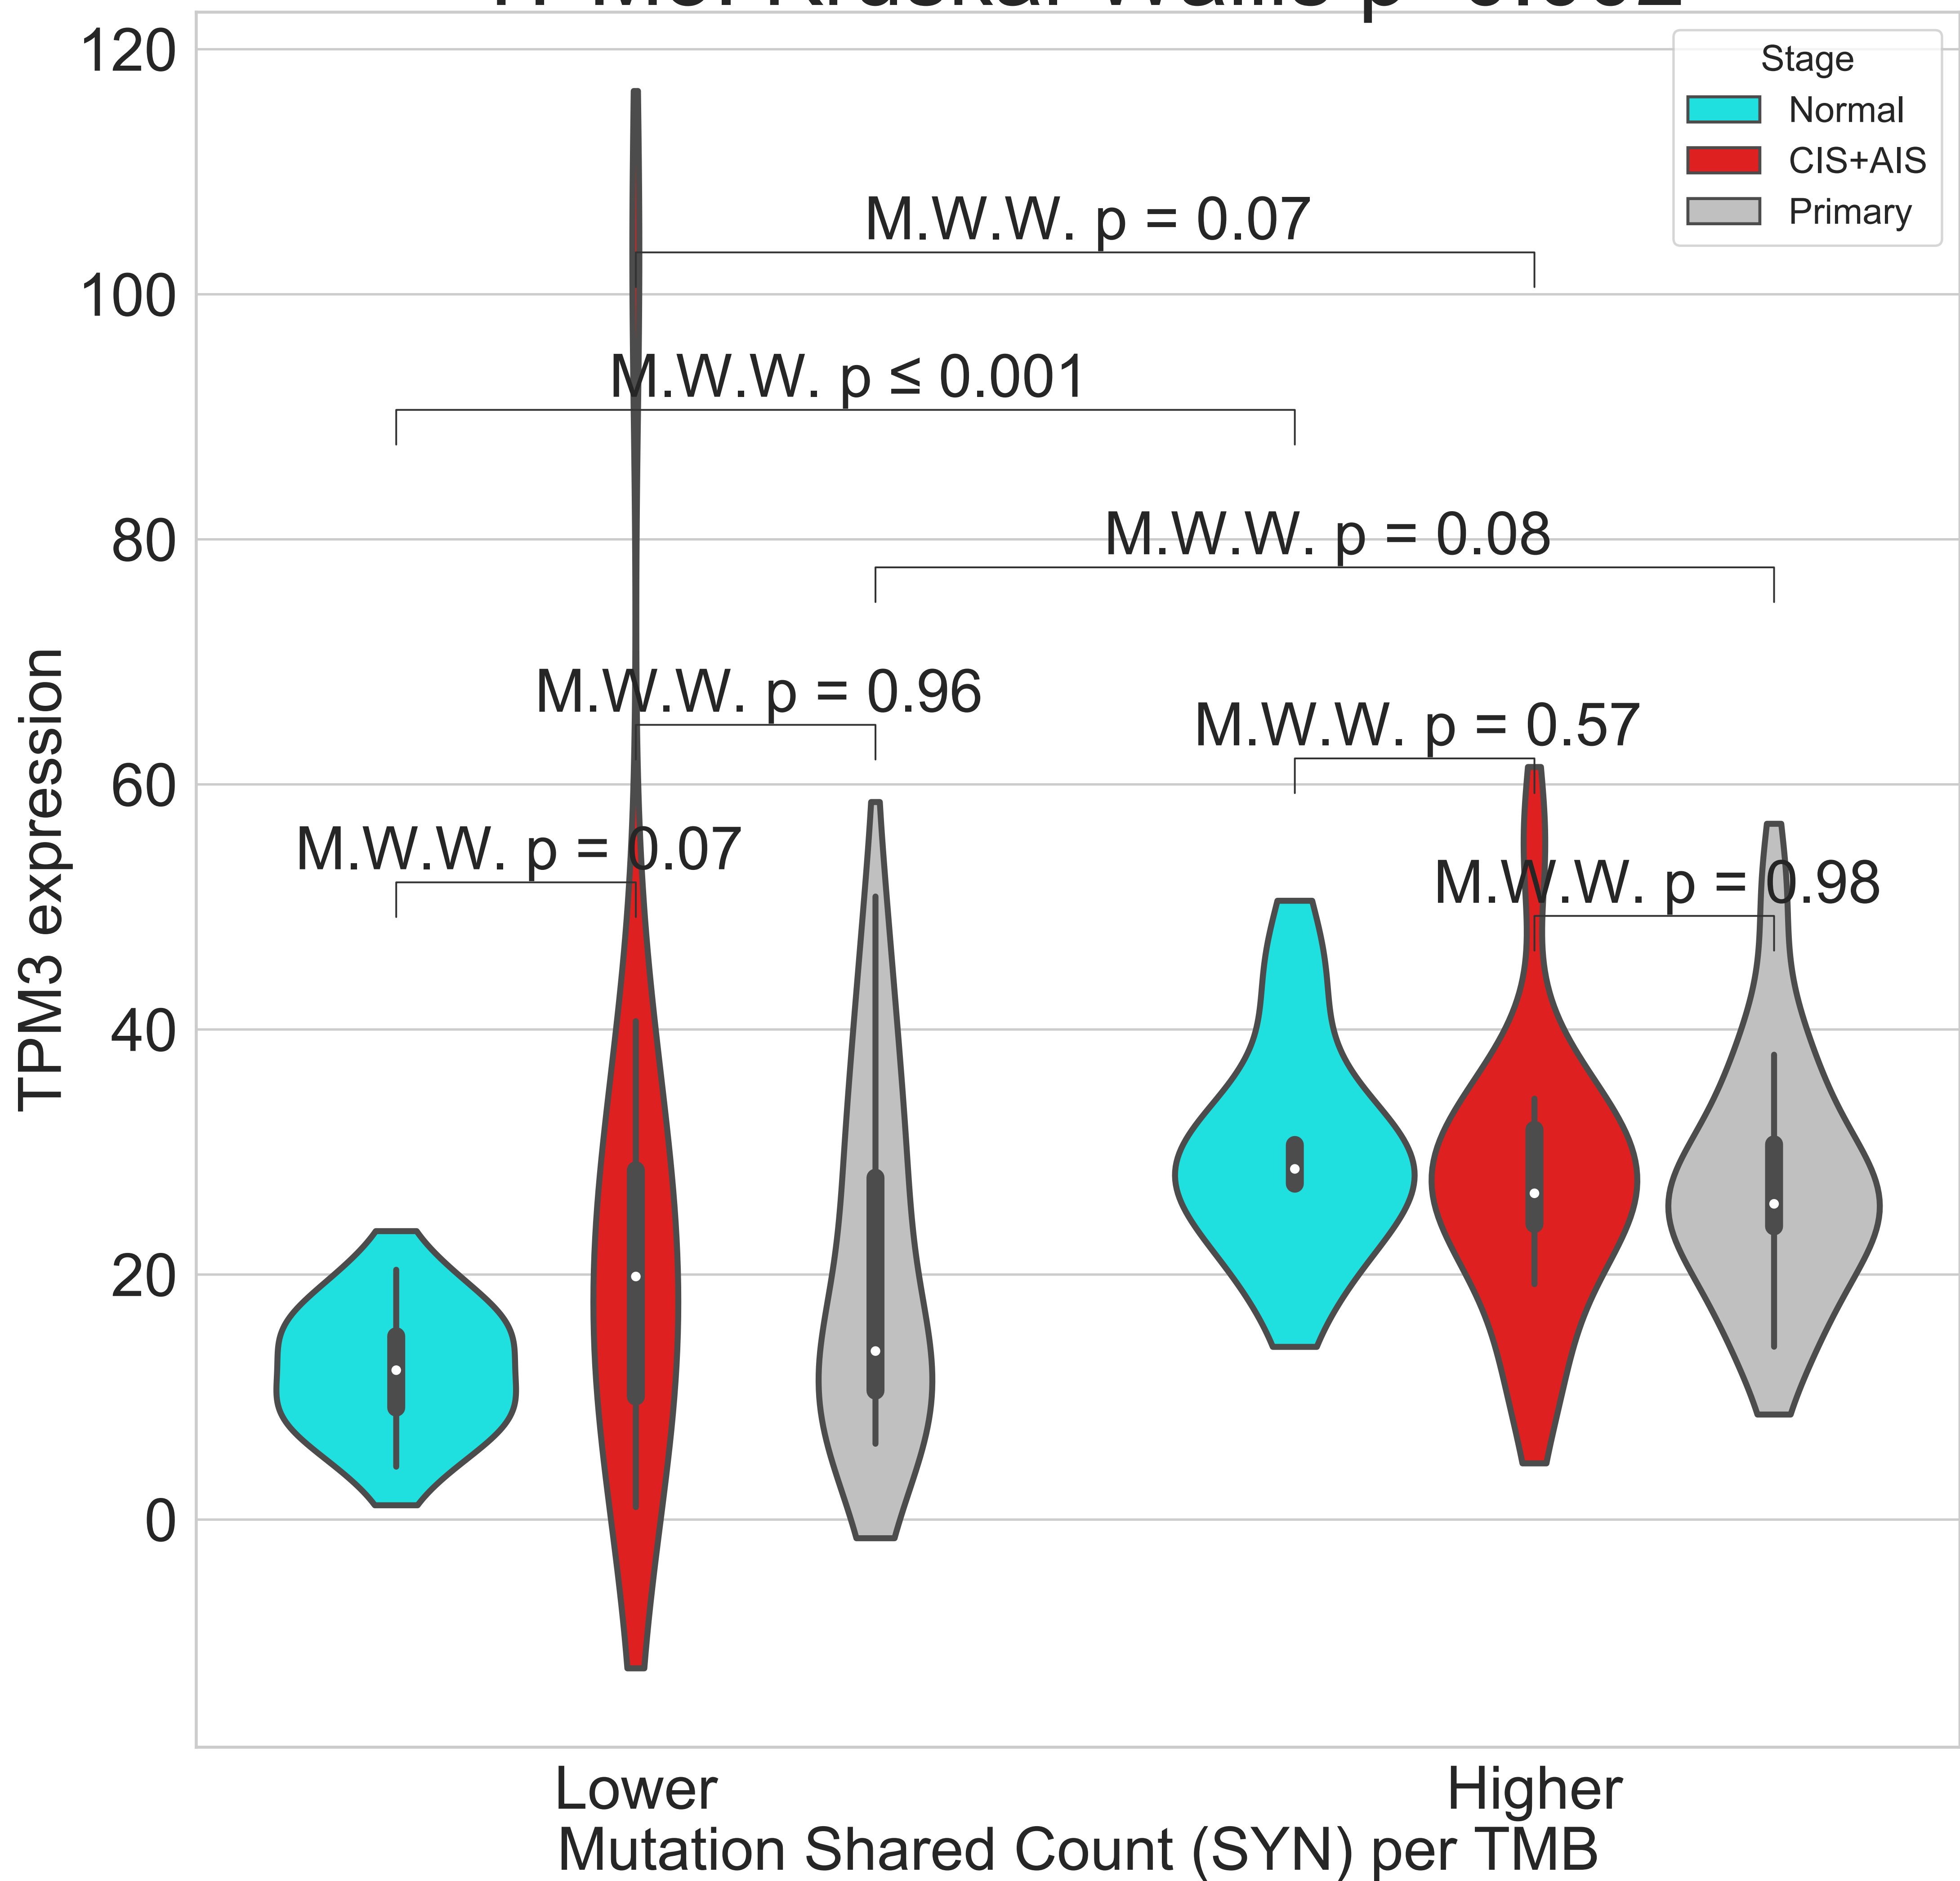 120
100
80
60
40
20
0
TPM3 expression
Stage
Normal
CIS+AIS
Primary
M.W.W. p = 0.07
M.W.W. p ≤ 0.001
M.W.W. p = 0.08
M.W.W. p = 0.96
M.W.W. p = 0.57
M.W.W. p = 0.07
M.W.W. p = 0.98
Lower
Higher
Mutation Shared Count (SYN) per TMB